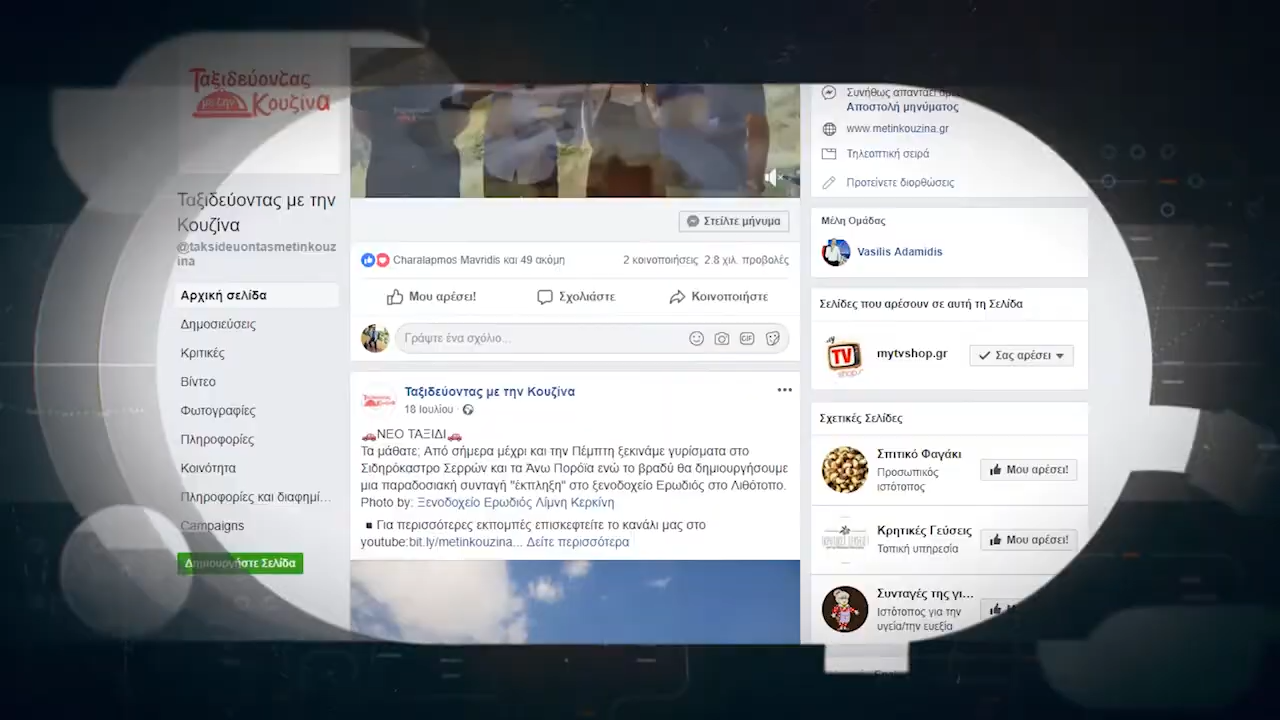 Ταξιδεύοντας
με την Κουζίνα
Ταξιδεύοντας με την
Κουζίνα
@taksideuontasmetinkouz
ina
Αρχική σελίδα
Δημοσιεύσεις
Κριτικές
Βίντεο
Φωτογραφίες
Πληροφορίες
Κοινότητα
Πληροφορίες και διαφημί...
Campaigns
Δημιουργήστε Σελίδα
Στείλτε μήνυμα
Charalapmos Mavridis και 49 ακόμη
2 κοινοποιήσεις 2.8 χιλ. προβολές
Μου αρέσει! Σχολιάστε Κοινοποιήστε
Γράψτε ένα σχόλιο...
GIF
Ταξιδεύοντας με την Κουζίνα
18 Ιουλίου ·
ΝΕΟ ΤΑΞΙΔΙ
Τα μάθατε; Από σήμερα μέχρι και την Πέμπτη ξεκινάμε γυρίσματα στο
Σιδηρόκαστρο Σερρών και τα Άνω Πορόϊα ενώ το βραδύ θα δημιουργήσουμε
μια παραδοσιακή συνταγή "έκπληξη" στο ξενοδοχείο Ερωδιός στο Λιθότοπο.
Photo by: Ξενοδοχείο Ερωδιός Λίμνη Κερκίνη
▪Για περισσότερες εκπομπές επισκεφτείτε το κανάλι μας στο
youtube:bit.ly/metinkouzina... Δείτε περισσότερα
Συνήθως απαντάει
Αποστολή μηνύματος
www.metinkouzina.gr
Τηλεοπτική σειρά
Προτείνετε διορθώσεις
Μέλη Ομάδας
Vasilis Adamidis
Σελίδες που αρέσουν σε αυτή τη Σελίδα
my
TV
shop.gr
mytvshop.gr
Σας αρέσει
Σχετικές Σελίδες
Σπιτικό Φαγάκι
Προσωπικός
ιστότοπος
Μου αρέσει!
Κρητικές Γεύσεις
Τοπική υπηρεσία
Μου αρέσει!
Συνταγές της γι...
Ιστότοπος για την
υγεία/την ευεξία